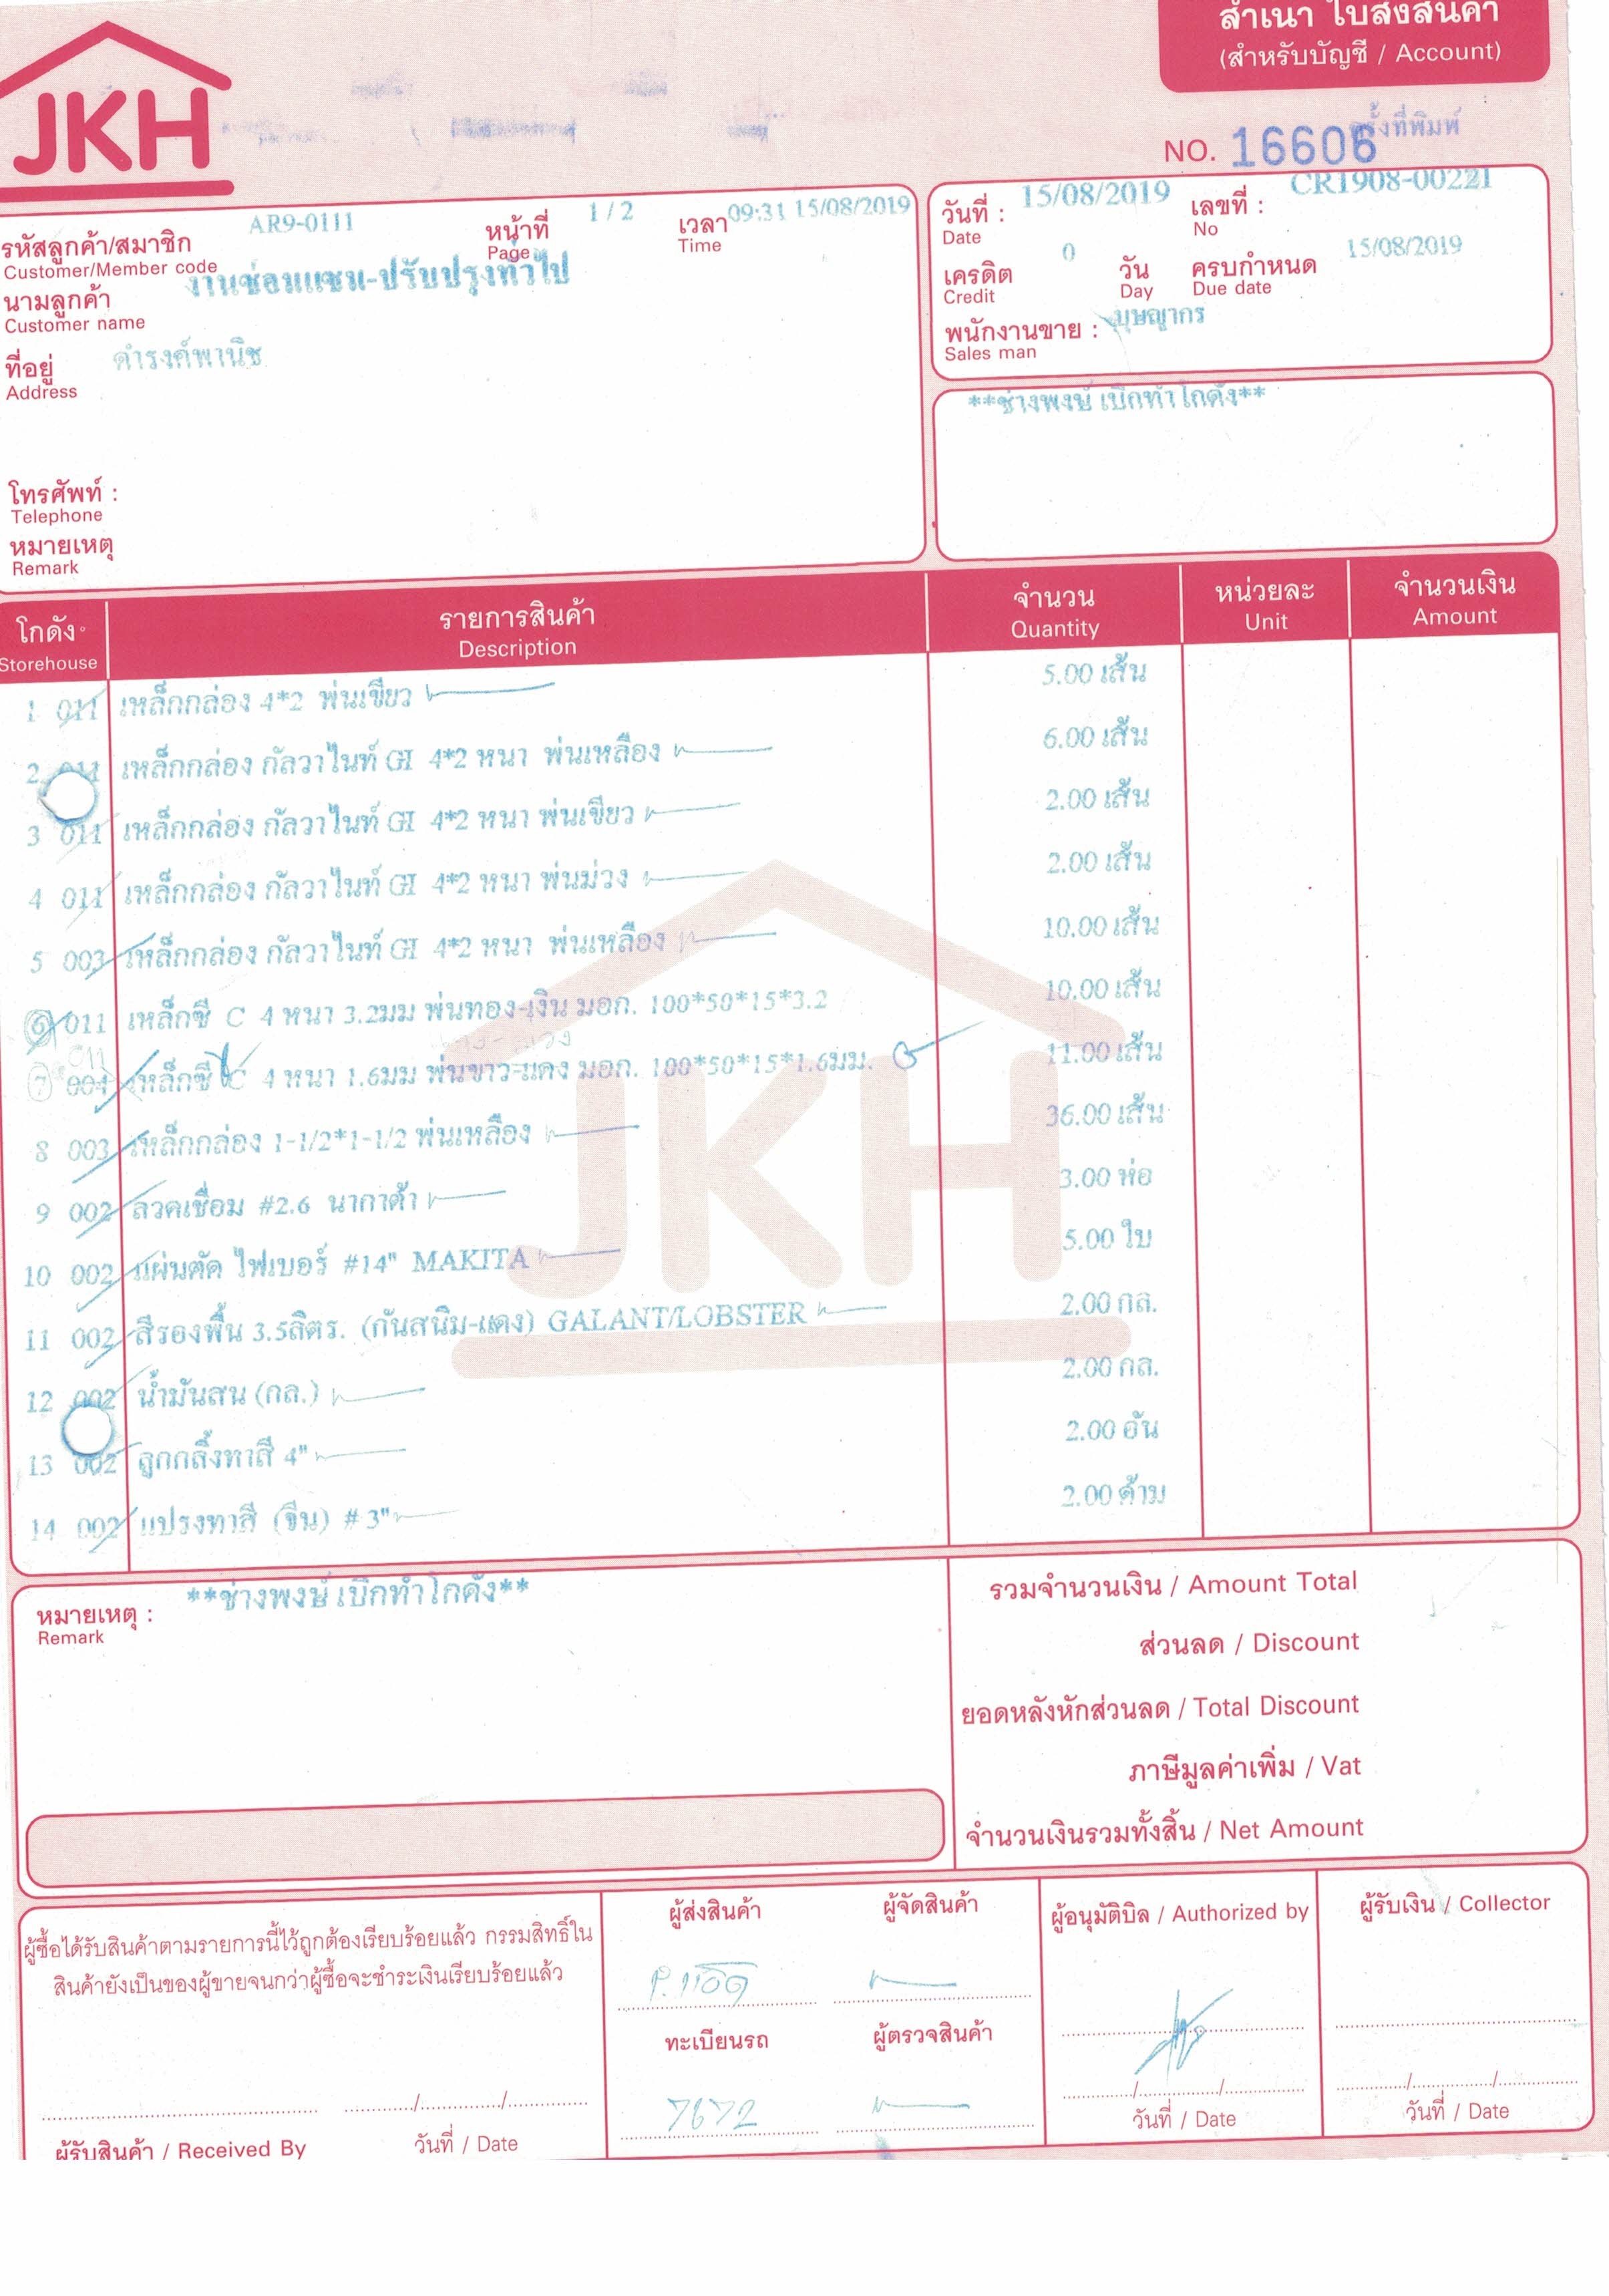 สำเนา ใบส่งสินค้า
(สำหรับบัญชี / Account)
JKH
NO. 16606
ครั้งที่พิมพ์
รหัสลูกค้า/สมาชิก AR9-0111 หน้าที่ 1 / 2 เวลา 09:31 15/08/2019
Customer/Member code Page Time
นามลูกค้า งานซ่อมแซม-ปรับปรุงทั่วไป
Customer name
ที่อยู่ ดำรงค์พานิช
Address
โทรศัพท์ :
Telephone
หมายเหตุ
Remark
วันที่ : 15/08/2019 เลขที่ : CR1908-00221
Date No
เครดิต 0 วัน ครบกำหนด 15/08/2019
Credit Day Due date
พนักงานขาย : บุษญากร
Sales man
**ช่างพงษ์ เบิกทำโกดัง**
โกดัง รายการสินค้า จำนวน หน่วยละ จำนวนเงิน
Storehouse Description Quantity Unit Amount
1 011 เหล็กกล่อง 4*2 พ่นเขียว 5.00 เส้น
2 011 เหล็กกล่อง กัลวาไนท์ GI 4*2 หนา พ่นเหลือง 6.00 เส้น
3 011 เหล็กกล่อง กัลวาไนท์ GI 4*2 หนา พ่นเขียว 2.00 เส้น
4 011 เหล็กกล่อง กัลวาไนท์ GI 4*2 หนา พ่นม่วง 2.00 เส้น
5 003 เหล็กกล่อง กัลวาไนท์ GI 4*2 หนา พ่นเหลือง 10.00 เส้น
6 011 เหล็กซี C 4 หนา 3.2มม พ่นทอง-เงิน มอก. 100*50*15*3.2 10.00 เส้น
011
7 004 เหล็กซี C 4 หนา 1.6มม พ่นขาว-แดง มอก. 100*50*15*1.6มม. 11.00 เส้น
8 003 เหล็กกล่อง 1-1/2*1-1/2 พ่นเหลือง 36.00 เส้น
9 002 ลวดเชื่อม #2.6 นากาต้า 3.00 ห่อ
10 002 แผ่นตัด ไฟเบอร์ #14" MAKITA 5.00 ใบ
11 002 สีรองพื้น 3.5ลิตร. (กันสนิม-แดง) GALANT/LOBSTER 2.00 กล.
12 002 น้ำมันสน (กล.) 2.00 กล.
13 002 ลูกกลิ้งทาสี 4" 2.00 อัน
14 002 แปรงทาสี (จีน) # 3" 2.00 ด้าม
JKH
หมายเหตุ : **ช่างพงษ์ เบิกทำโกดัง**
Remark
รวมจำนวนเงิน / Amount Total
ส่วนลด / Discount
ยอดหลังหักส่วนลด / Total Discount
ภาษีมูลค่าเพิ่ม / Vat
จำนวนเงินรวมทั้งสิ้น / Net Amount
ผู้ซื้อได้รับสินค้าตามรายการนี้ไว้ถูกต้องเรียบร้อยแล้ว กรรมสิทธิ์ใน
สินค้ายังเป็นของผู้ขายจนกว่าผู้ซื้อจะชำระเงินเรียบร้อยแล้ว
ผู้รับสินค้า / Received By วันที่ / Date
ผู้ส่งสินค้า ผู้จัดสินค้า
ทะเบียนรถ ผู้ตรวจสินค้า
7672
ผู้อนุมัติบิล / Authorized by
วันที่ / Date
ผู้รับเงิน / Collector
วันที่ / Date